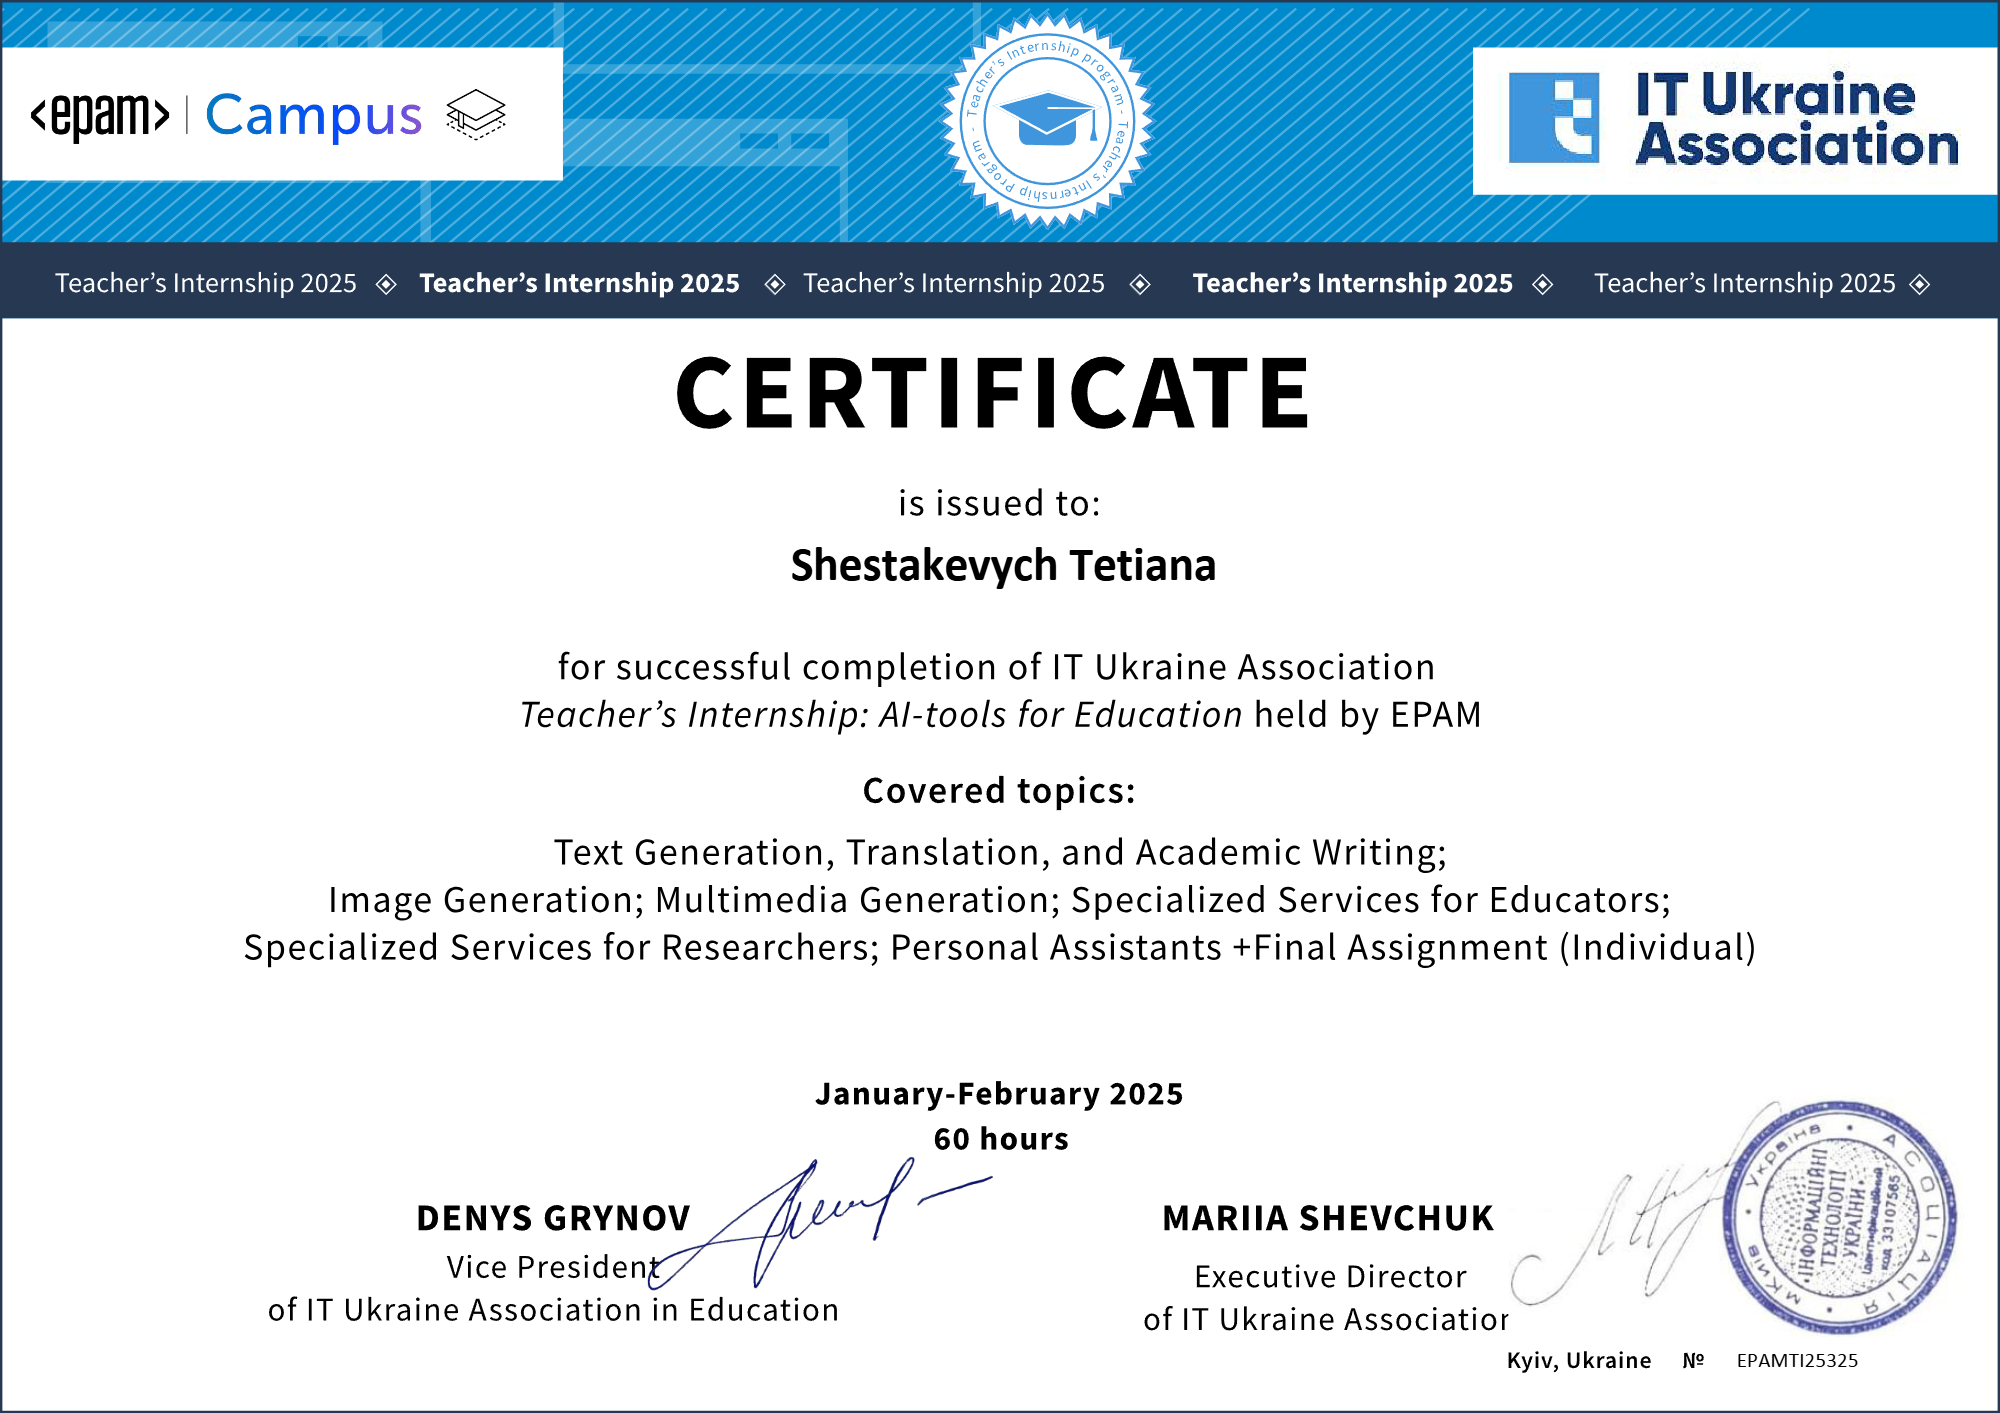 <epam> | Campus
Teacher's Internship program - Teacher's Internship Program -
IT Ukraine
Association
Teacher’s Internship 2025 Teacher’s Internship 2025 Teacher’s Internship 2025 Teacher’s Internship 2025 Teacher’s Internship 2025
CERTIFICATE
is issued to:
Shestakevych Tetiana
for successful completion of IT Ukraine Association
Teacher’s Internship: AI-tools for Education held by EPAM
Covered topics:
Text Generation, Translation, and Academic Writing;
Image Generation; Multimedia Generation; Specialized Services for Educators;
Specialized Services for Researchers; Personal Assistants +Final Assignment (Individual)
January-February 2025
60 hours
DENYS GRYNOV
Vice President
of IT Ukraine Association in Education
MARIIA SHEVCHUK
Executive Director
of IT Ukraine Association
Україна • АСОЦІАЦІЯ • м.Київ •
ІНФОРМАЦІЙНІ
ТЕХНОЛОГІЇ
УКРАЇНИ
Ідентифікаційний
код 33107565
Kyiv, Ukraine № EPAMTI25325